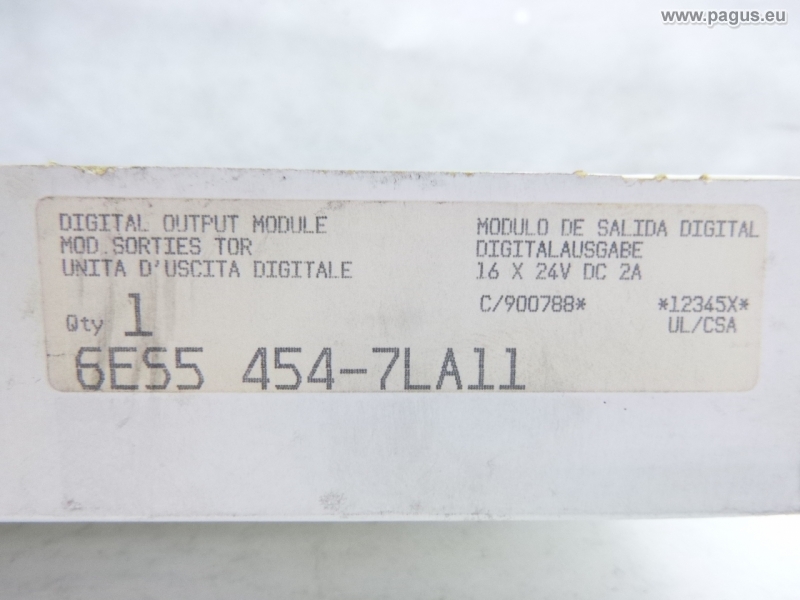 www.pagus.eu
DIGITAL OUTPUT MODULE
MOD.SORTIES TOR
UNITA D'USCITA DIGITALE
MODULO DE SALIDA DIGITAL
DIGITALAUSGABE
16 X 24V DC 2A
C/900788* *12345X*
UL/CSA
Qty 1
6ES5 454-7LA11